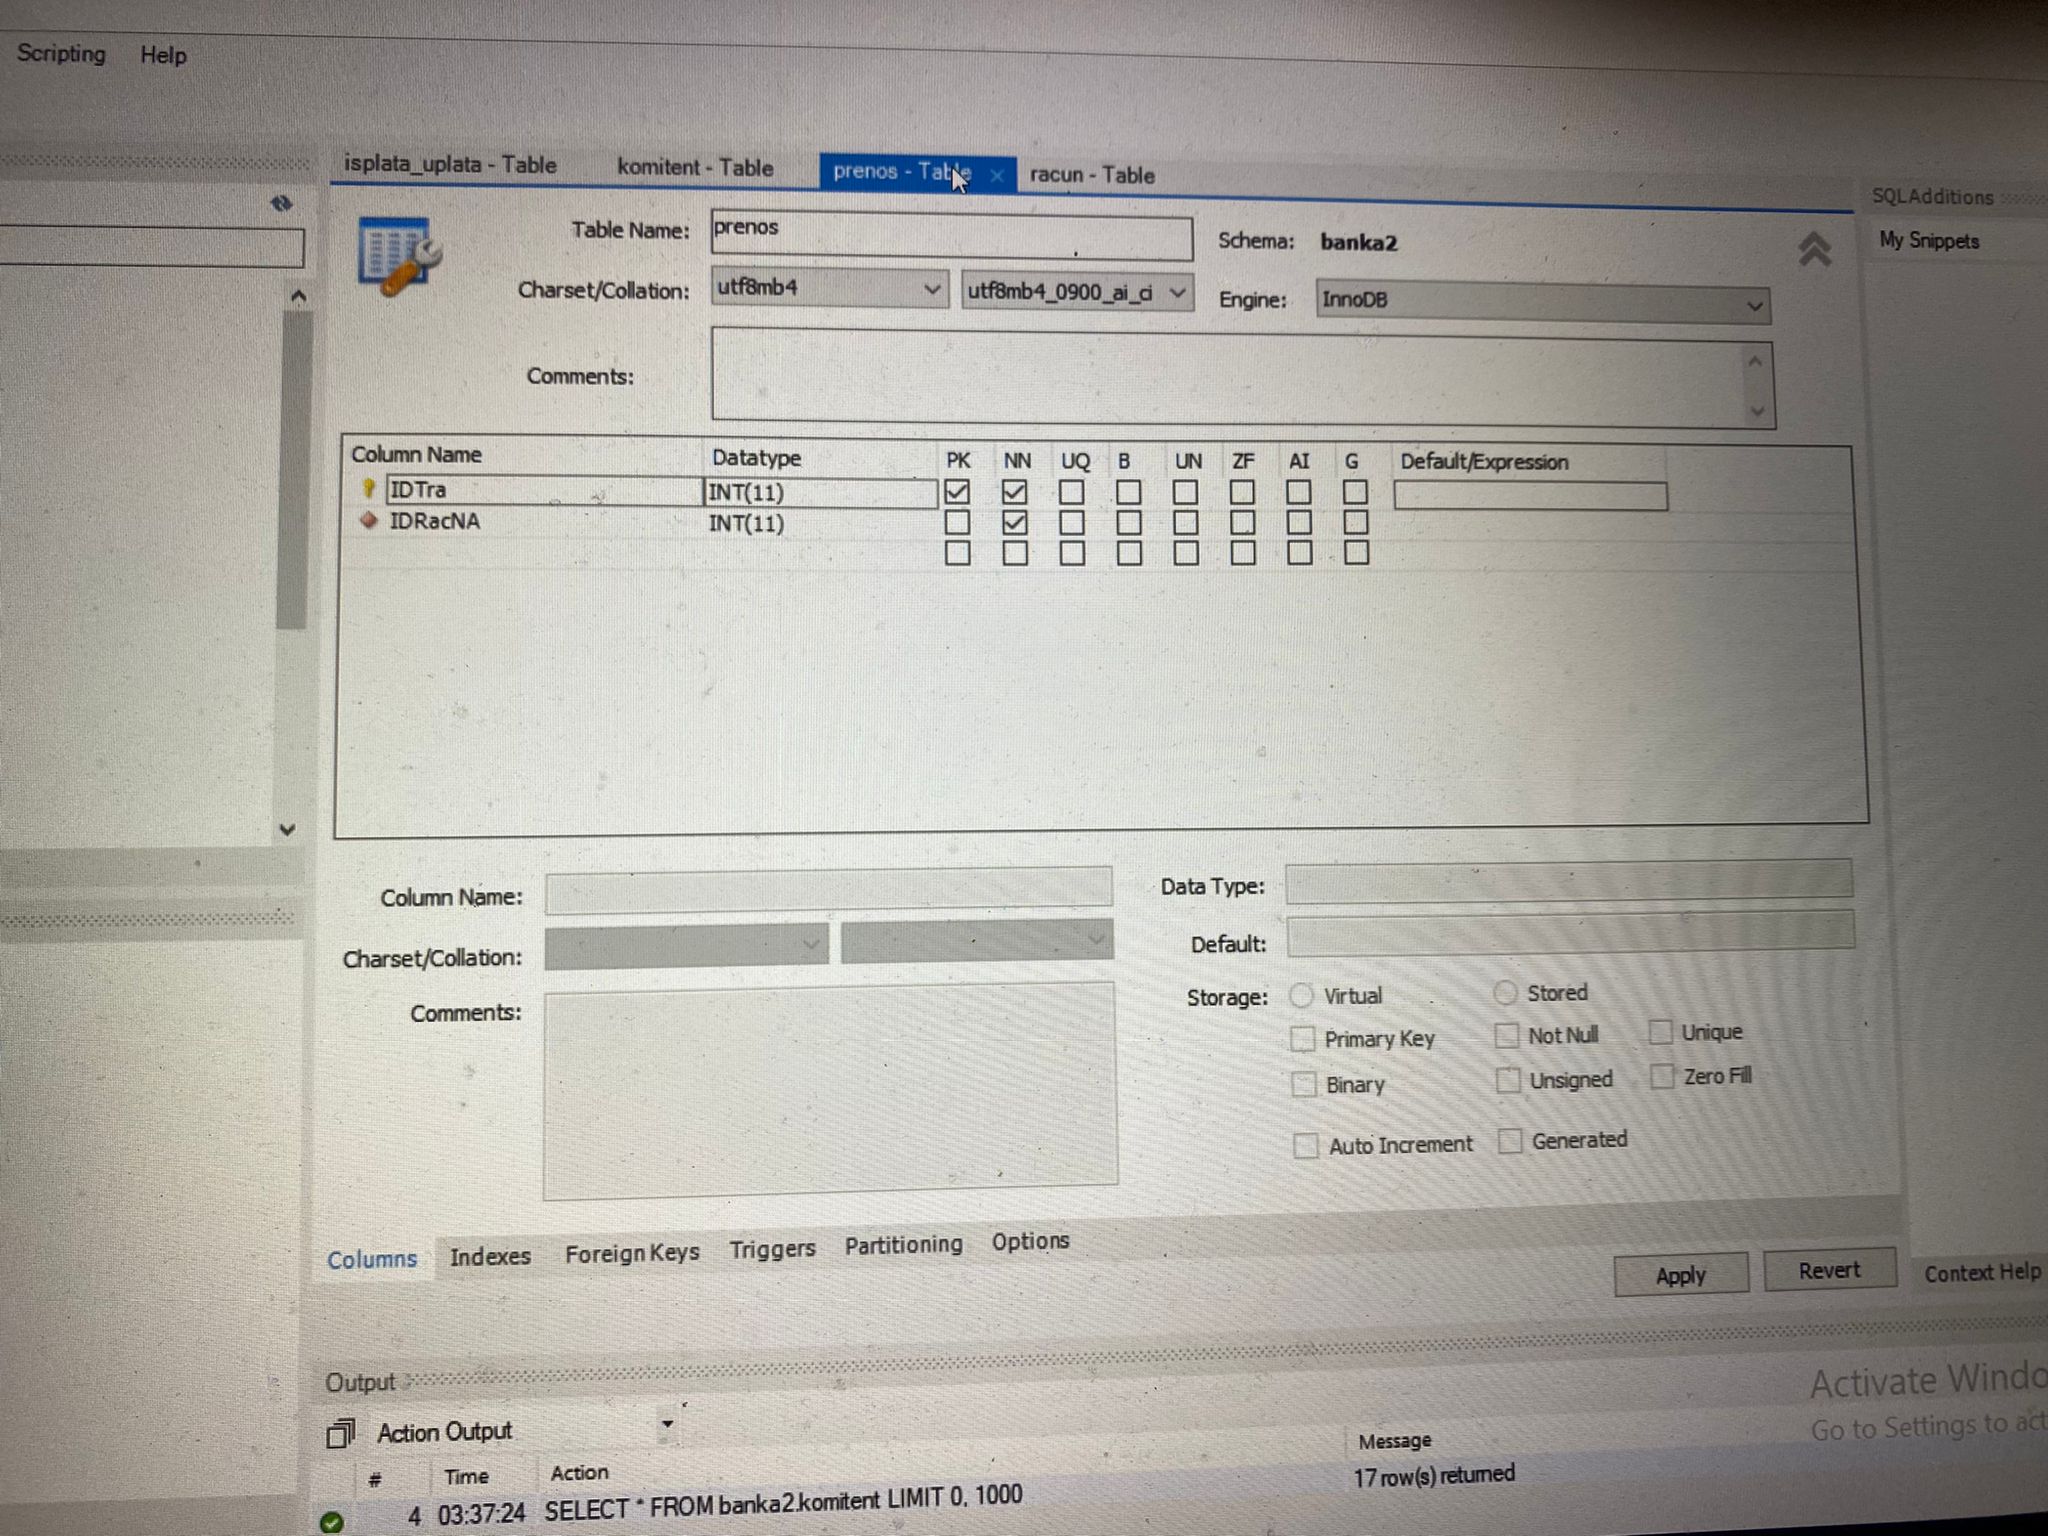 Scripting Help
isplata_uplata - Table komitent - Table prenos - Table × racun - Table
SQLAdditions
My Snippets
Table Name: prenos Schema: banka2
Charset/Collation: utf8mb4 utf8mb4_0900_ai_ci Engine: InnoDB
Comments:
Column Name Datatype PK NN UQ B UN ZF AI G Default/Expression
IDTra INT(11)
IDRacNA INT(11)
Column Name: Data Type:
Charset/Collation: Default:
Comments: Storage: Virtual Stored
Primary Key Not Null Unique
Binary Unsigned Zero Fill
Auto Increment Generated
Columns Indexes Foreign Keys Triggers Partitioning Options
Apply Revert Context Help
Output
Action Output
# Time Action Message
4 03:37:24 SELECT * FROM banka2.komitent LIMIT 0, 1000 17 row(s) returned
Activate Windo
Go to Settings to act